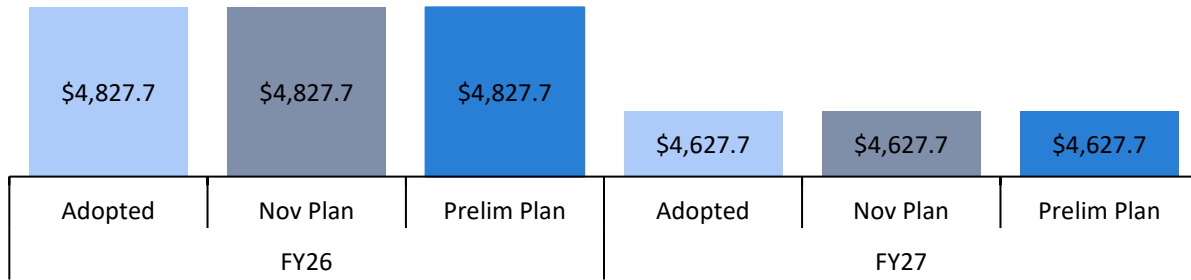 $4,827.7 $4,827.7 $4,827.7
$4,627.7 $4,627.7 $4,627.7
Adopted Nov Plan Prelim Plan Adopted Nov Plan Prelim Plan
FY26 FY27